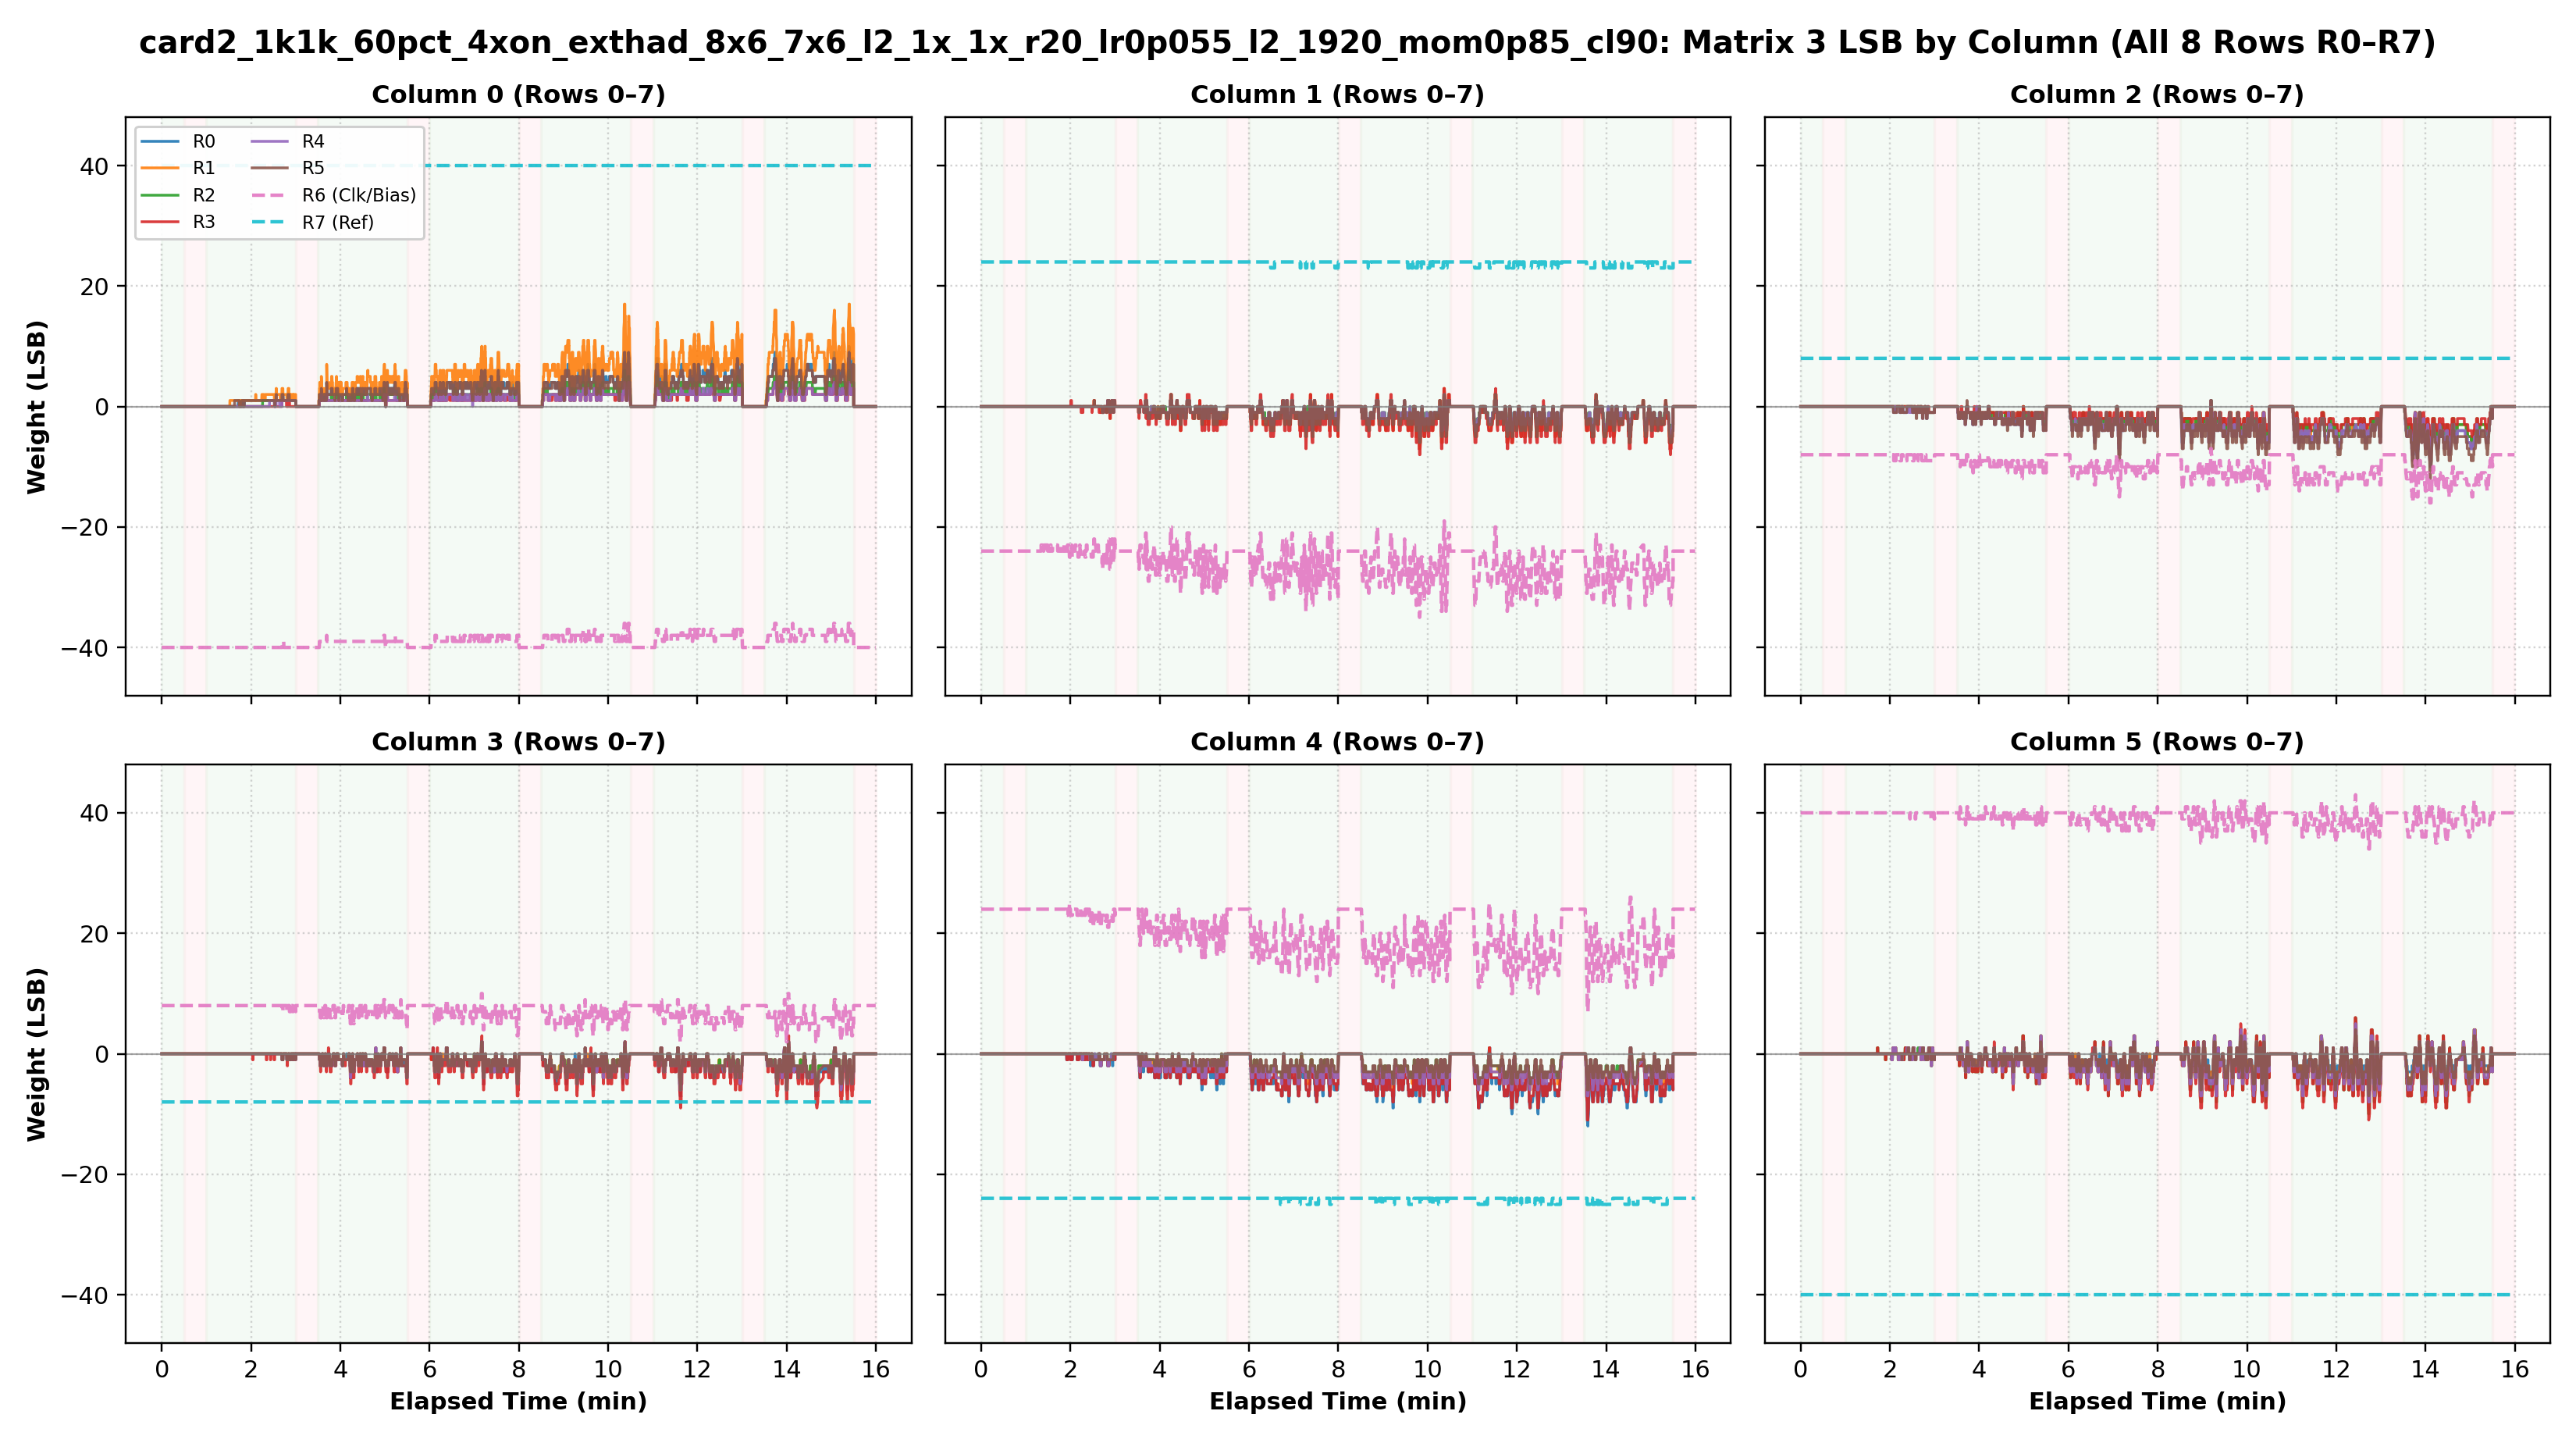 card2_1k1k_60pct_4xon_exthad_8x6_7x6_l2_1x_1x_r20_lr0p055_l2_1920_mom0p85_cl90: Matrix 3 LSB by Column (All 8 Rows R0–R7)
Column 0 (Rows 0–7)
Column 1 (Rows 0–7)
Column 2 (Rows 0–7)
R0
R1
R2
R3
R4
R5
R6 (Clk/Bias)
R7 (Ref)
40
20
0
−20
−40
Weight (LSB)
Column 3 (Rows 0–7)
Column 4 (Rows 0–7)
Column 5 (Rows 0–7)
40
20
0
−20
−40
Weight (LSB)
0 2 4 6 8 10 12 14 16
0 2 4 6 8 10 12 14 16
0 2 4 6 8 10 12 14 16
Elapsed Time (min)
Elapsed Time (min)
Elapsed Time (min)